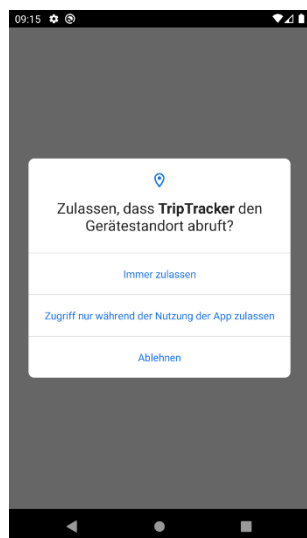 09:15
Zulassen, dass TripTracker den
Gerätestandort abruft?
Immer zulassen
Zugriff nur während der Nutzung der App zulassen
Ablehnen